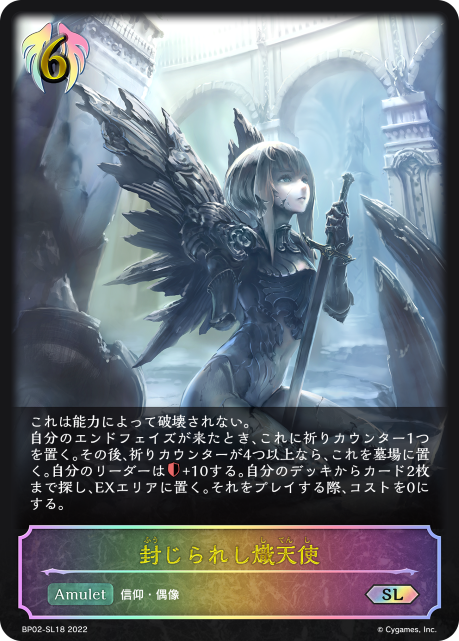 6
これは能力によって破壊されない。
自分のエンドフェイズが来たとき、これに祈りカウンター1つ
を置く。その後、祈りカウンターが4つ以上なら、これを墓場に置
く。自分のリーダーは+10する。自分のデッキからカード2枚
まで探し、EXエリアに置く。それをプレイする際、コストを0に
する。
ふう し てん し
封じられし熾天使
Amulet 信仰・偶像 SL
BP02-SL18 2022 © Cygames, Inc.